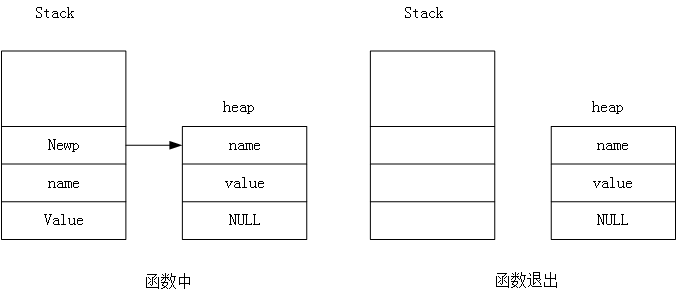 Stack
heap
Newp
name
Value
name
value
NULL
函数中
Stack
heap
name
value
NULL
函数退出